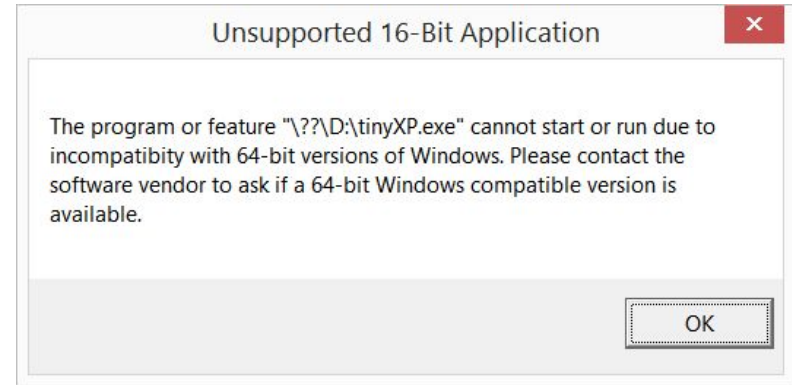 Unsupported 16-Bit Application
The program or feature "\??\D:\tinyXP.exe" cannot start or run due to
incompatibity with 64-bit versions of Windows. Please contact the
software vendor to ask if a 64-bit Windows compatible version is
available.
OK